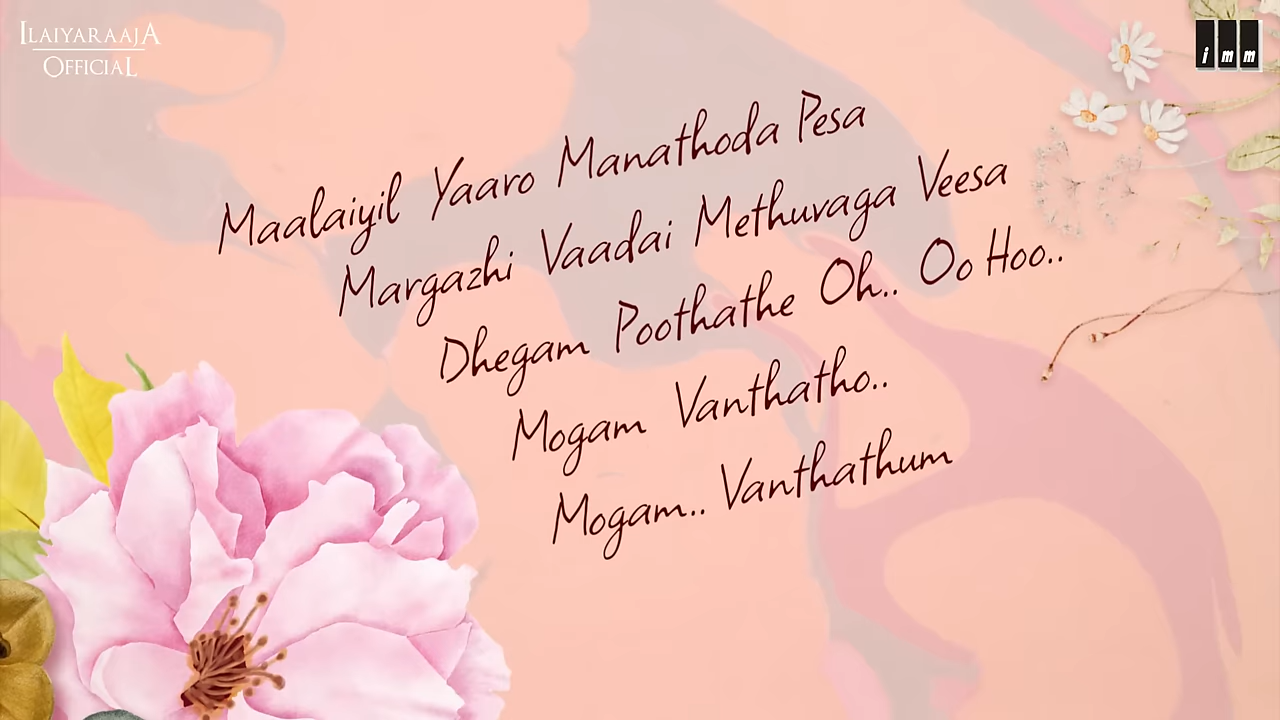 ILAIYARAAJA
OFFICIAL
imm
Maalaiyil Yaaro Manathoda Pesa
Margazhi Vaadai Methuvaga Veesa
Dhegam Poothathe Oh.. Oo Hoo..
Mogam Vanthatho..
Mogam.. Vanthathum